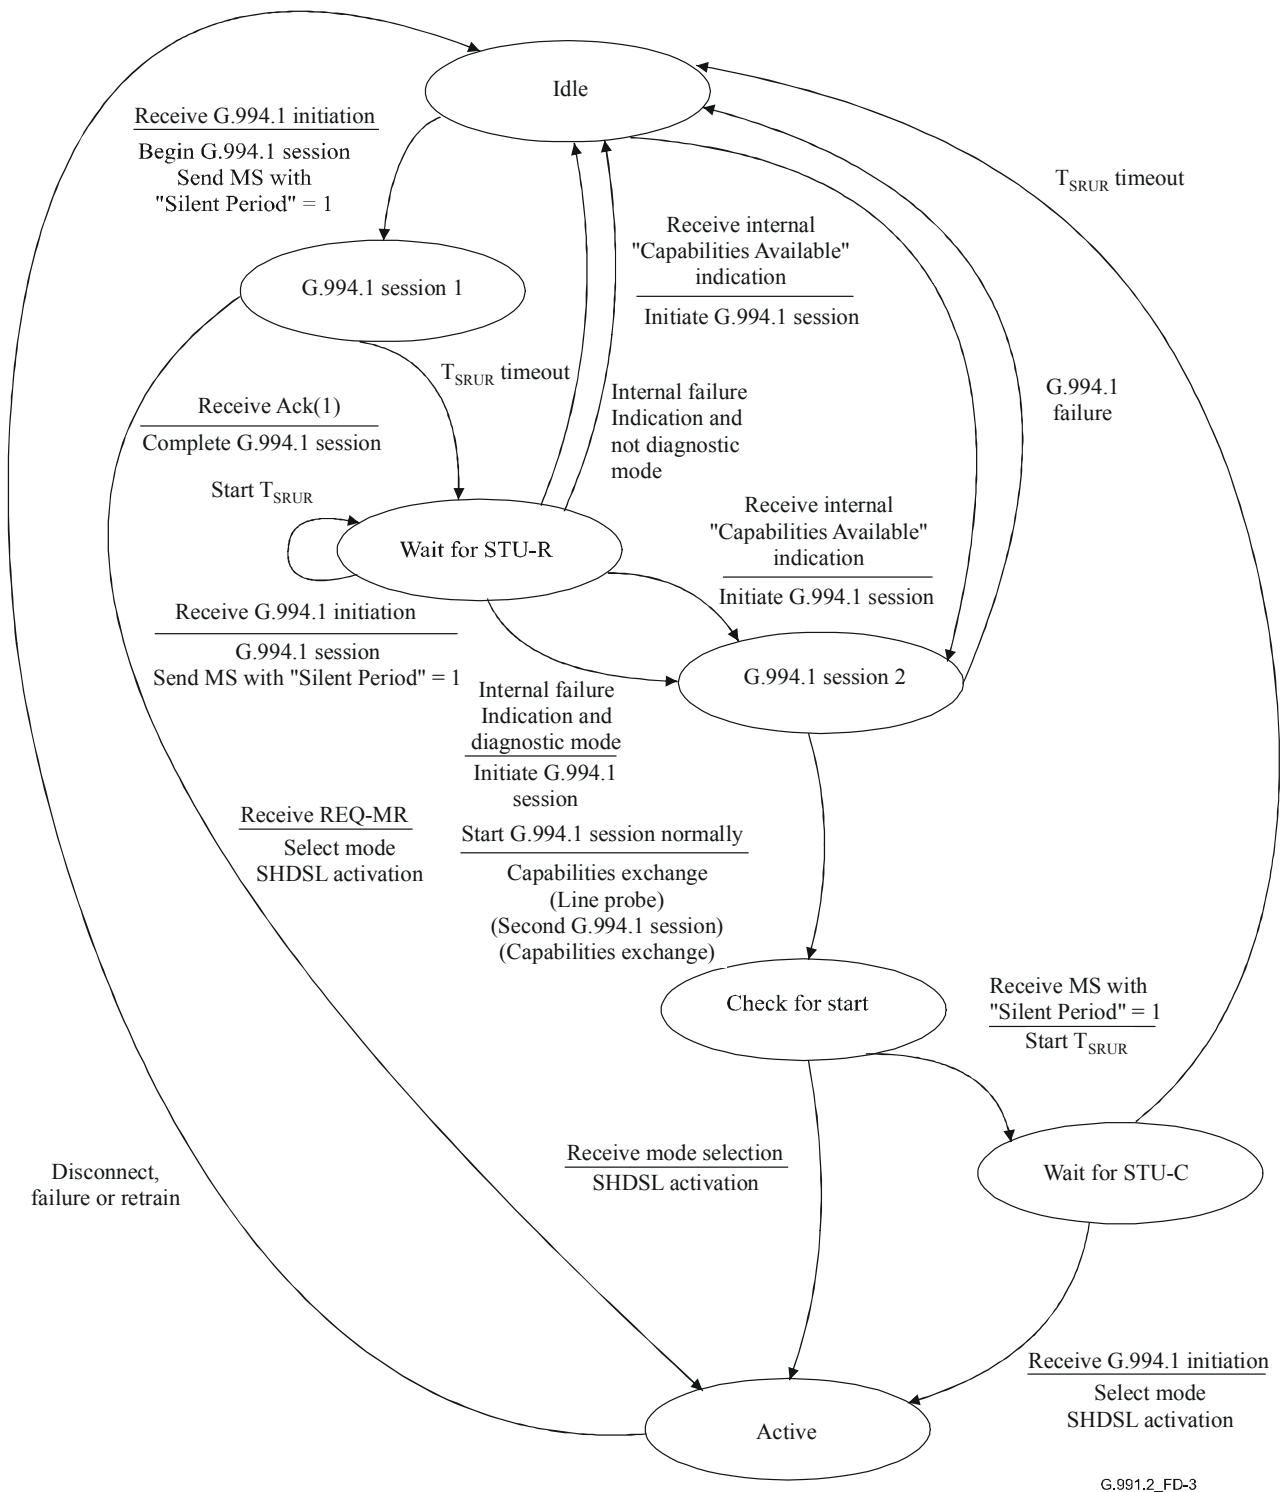 Idle
Receive G.994.1 initiation
Begin G.994.1 session
Send MS with
"Silent Period" = 1
T_SRUR timeout
Receive internal
"Capabilities Available"
indication
Initiate G.994.1 session
G.994.1 session 1
T_SRUR timeout
Internal failure
Indication and
not diagnostic
mode
G.994.1
failure
Receive Ack(1)
Complete G.994.1 session
Start T_SRUR
Wait for STU-R
Receive internal
"Capabilities Available"
indication
Initiate G.994.1 session
Receive G.994.1 initiation
G.994.1 session
Send MS with "Silent Period" = 1
G.994.1 session 2
Internal failure
Indication and
diagnostic mode
Initiate G.994.1
session
Receive REQ-MR
Select mode
SHDSL activation
Start G.994.1 session normally
Capabilities exchange
(Line probe)
(Second G.994.1 session)
(Capabilities exchange)
Check for start
Receive MS with
"Silent Period" = 1
Start T_SRUR
Receive mode selection
SHDSL activation
Wait for STU-C
Disconnect,
failure or retrain
Receive G.994.1 initiation
Select mode
SHDSL activation
Active
G.991.2_FD-3